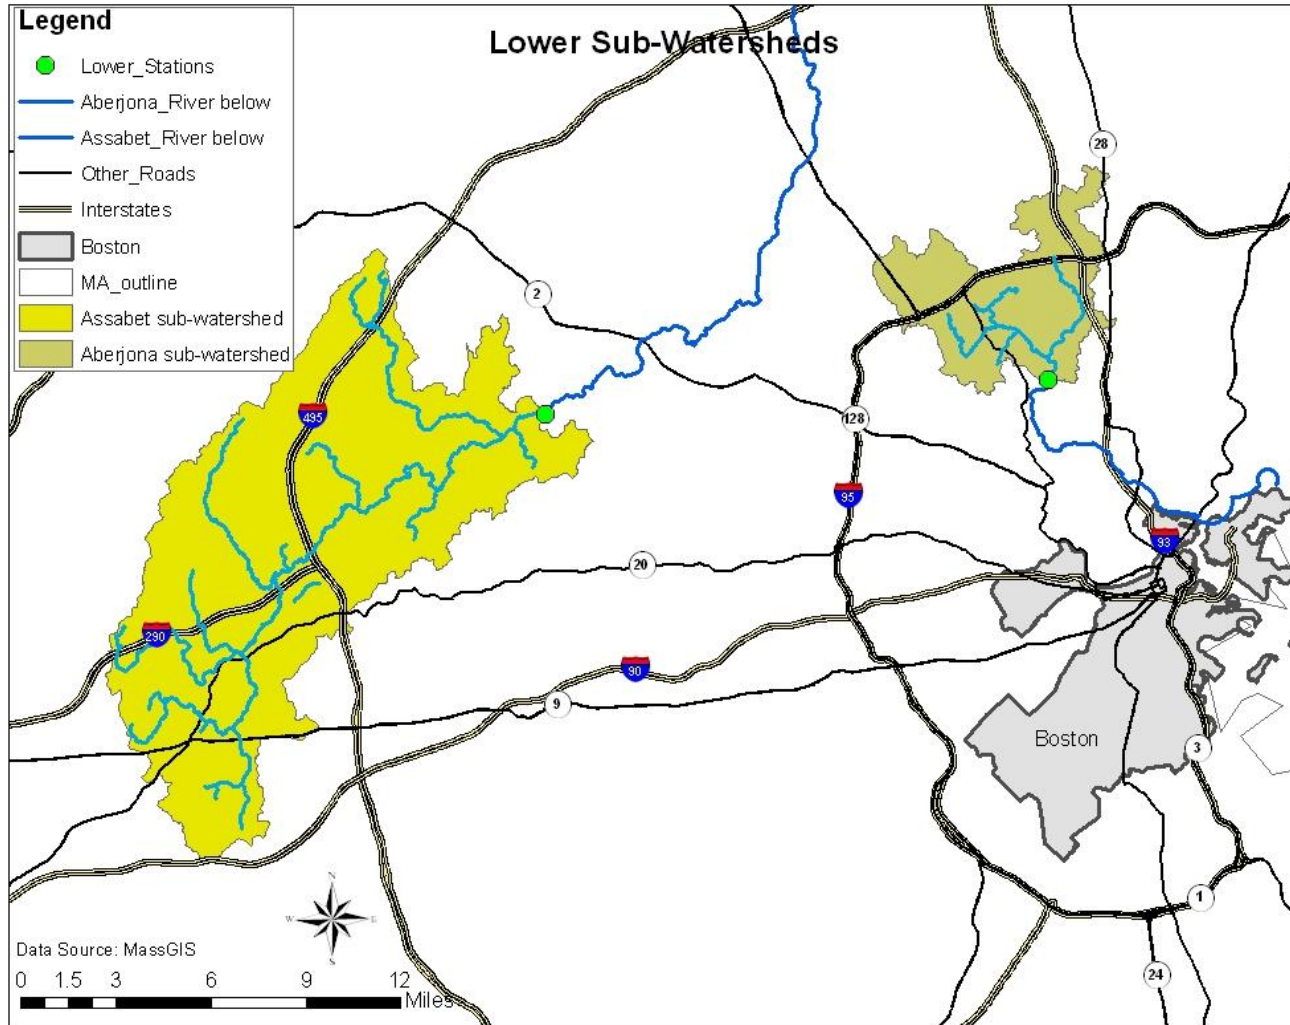 Legend
Lower Sub-Watersheds
Lower_Stations
Aberjona_River below
Assabet_River below
Other_Roads
Interstates
Boston
MA_outline
Assabet sub-watershed
Aberjona sub-watershed
28
2
495
128
95
93
20
290
90
9
Boston
3
1
24
N
W E
S
Data Source: MassGIS
0 1.5 3 6 9 12
Miles